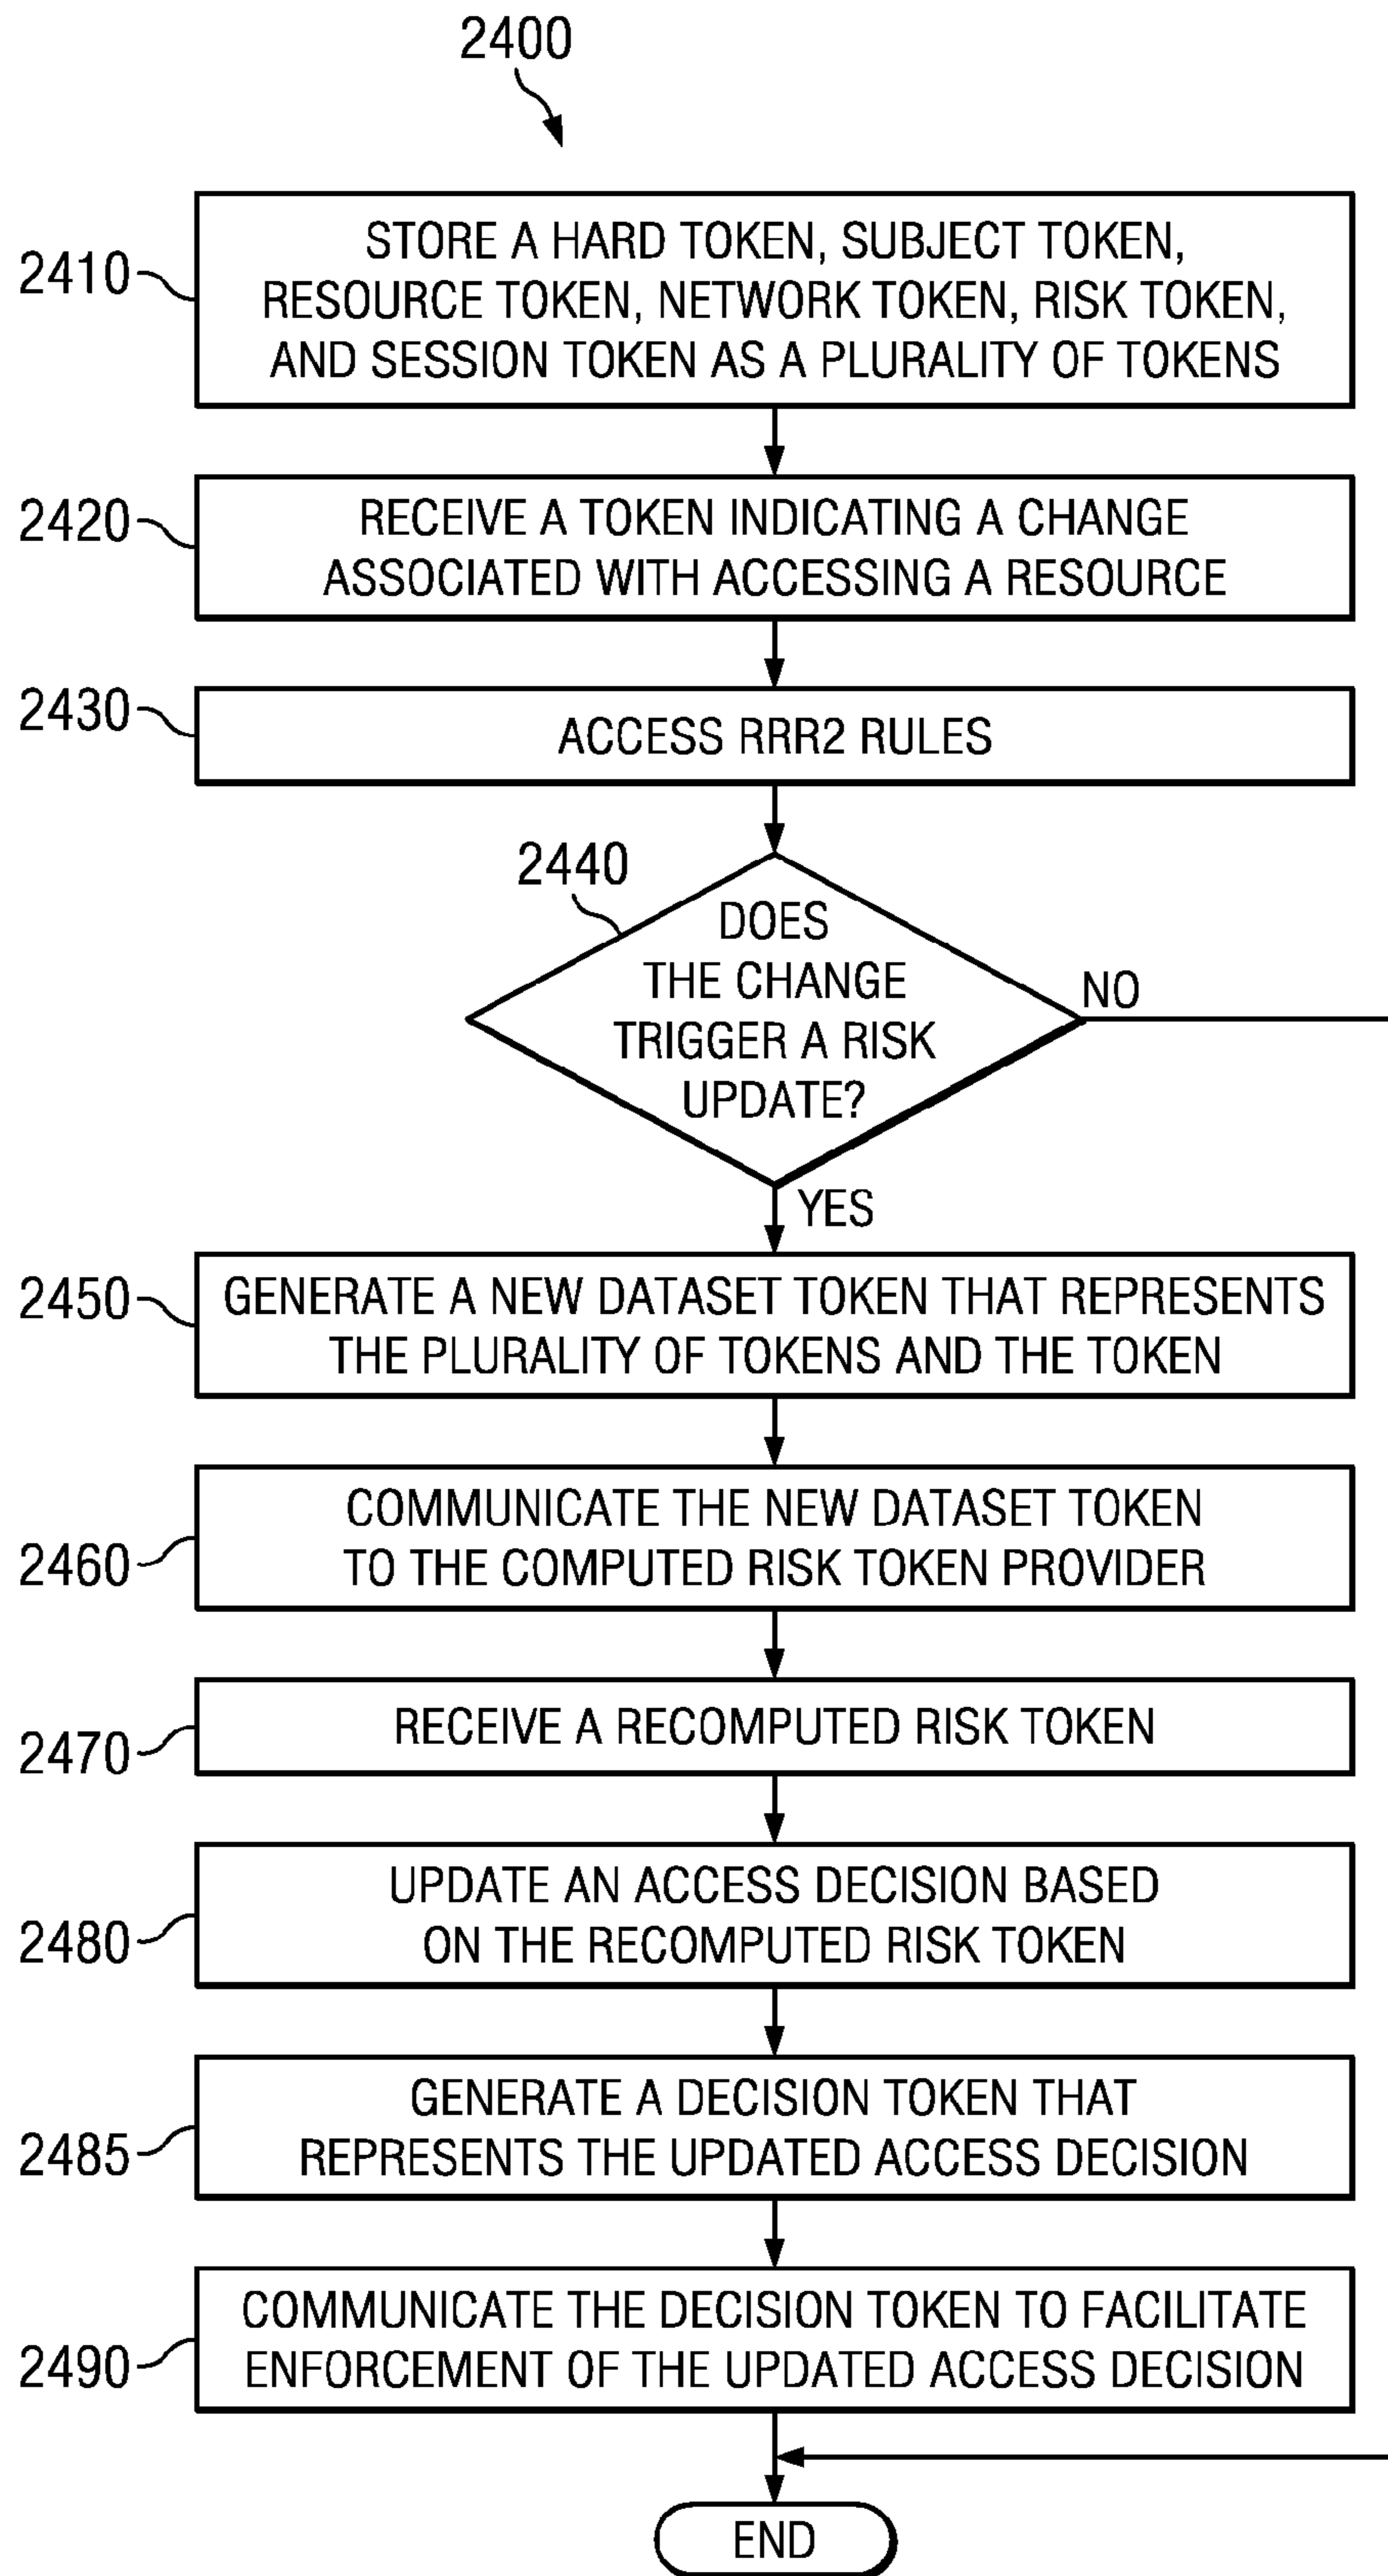 2400
2410
STORE A HARD TOKEN, SUBJECT TOKEN,
RESOURCE TOKEN, NETWORK TOKEN, RISK TOKEN,
AND SESSION TOKEN AS A PLURALITY OF TOKENS
2420
RECEIVE A TOKEN INDICATING A CHANGE
ASSOCIATED WITH ACCESSING A RESOURCE
2430
ACCESS RRR2 RULES
2440
DOES
THE CHANGE
TRIGGER A RISK
UPDATE?
NO
YES
2450
GENERATE A NEW DATASET TOKEN THAT REPRESENTS
THE PLURALITY OF TOKENS AND THE TOKEN
2460
COMMUNICATE THE NEW DATASET TOKEN
TO THE COMPUTED RISK TOKEN PROVIDER
2470
RECEIVE A RECOMPUTED RISK TOKEN
2480
UPDATE AN ACCESS DECISION BASED
ON THE RECOMPUTED RISK TOKEN
2485
GENERATE A DECISION TOKEN THAT
REPRESENTS THE UPDATED ACCESS DECISION
2490
COMMUNICATE THE DECISION TOKEN TO FACILITATE
ENFORCEMENT OF THE UPDATED ACCESS DECISION
END